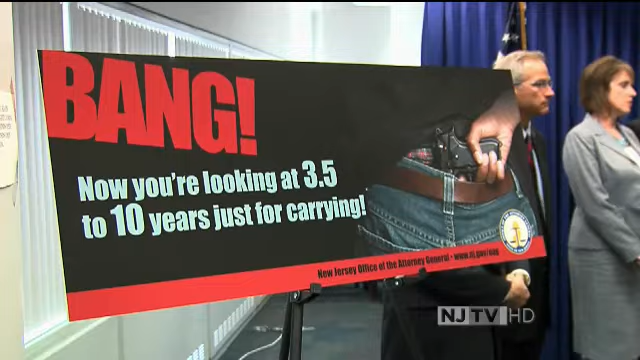 BANG!
Now you're looking at 3.5
to 10 years just for carrying!
New Jersey Office of the Attorney General • www.nj.gov/oag
NJTV HD